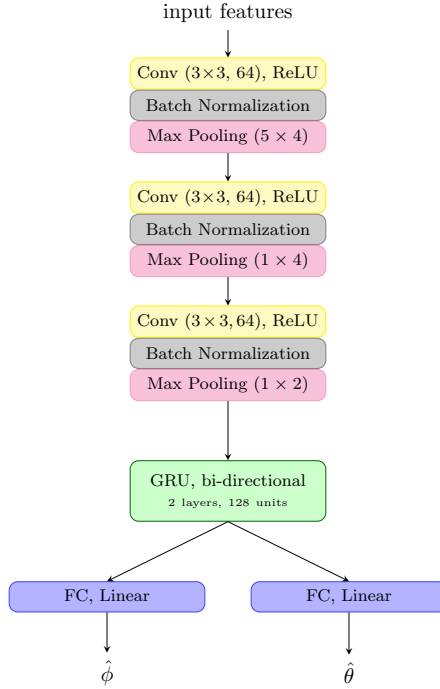 input features
Conv (3×3, 64), ReLU
Batch Normalization
Max Pooling (5 × 4)
Conv (3×3, 64), ReLU
Batch Normalization
Max Pooling (1 × 4)
Conv (3×3, 64), ReLU
Batch Normalization
Max Pooling (1 × 2)
GRU, bi-directional
2 layers, 128 units
FC, Linear
FC, Linear
ϕ̂
θ̂